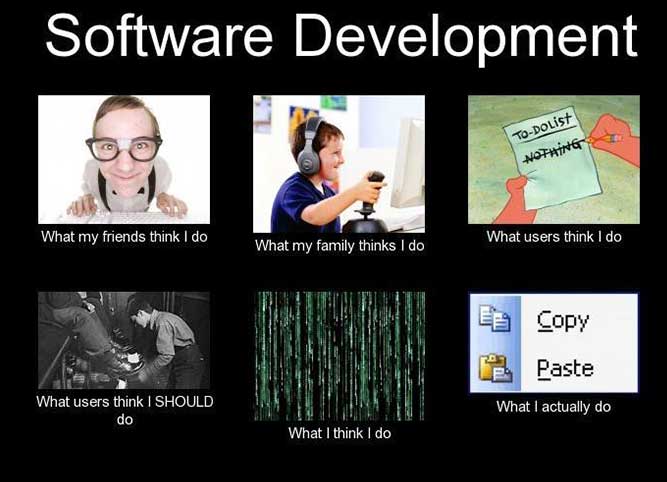 Software Development
TO-DO LIST
NOTHING
What my friends think I do
What my family thinks I do
What users think I do
Copy
Paste
What users think I SHOULD
do
What I think I do
What I actually do